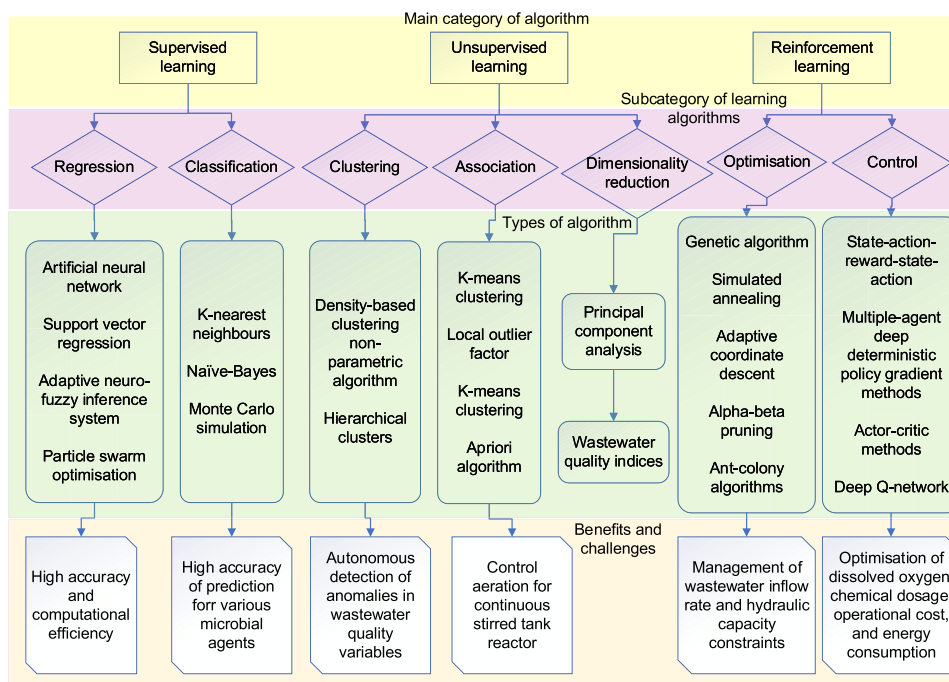 Main category of algorithm
Supervised
learning
Unsupervised
learning
Reinforcement
learning
Subcategory of learning
algorithms
Regression
Classification
Clustering
Association
Dimensionality
reduction
Optimisation
Control
Types of algorithm
Artificial neural
network
Support vector
regression
Adaptive neuro-
fuzzy inference
system
Particle swarm
optimisation
K-nearest
neighbours
Naïve-Bayes
Monte Carlo
simulation
Density-based
clustering
non-
parametric
algorithm
Hierarchical
clusters
K-means
clustering
Local outlier
factor
K-means
clustering
Apriori
algorithm
Principal
component
analysis
Wastewater
quality indices
Genetic algorithm
Simulated
annealing
Adaptive
coordinate
descent
Alpha-beta
pruning
Ant-colony
algorithms
State-action-
reward-state-
action
Multiple-agent
deep
deterministic
policy gradient
methods
Actor-critic
methods
Deep Q-network
Benefits and
challenges
High accuracy
and
computational
efficiency
High accuracy
of prediction
forr various
microbial
agents
Autonomous
detection of
anomalies in
wastewater
quality
variables
Control
aeration for
continuous
stirred tank
reactor
Management of
wastewater inflow
rate and hydraulic
capacity
constraints
Optimisation of
dissolved oxygen,
chemical dosage,
operational cost,
and energy
consumption